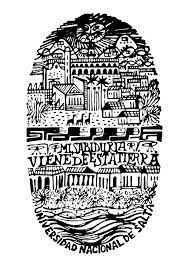 MI SABIDURIA
VIENE DE ESTA TIERRA
UNIVERSIDAD NACIONAL DE SALTA